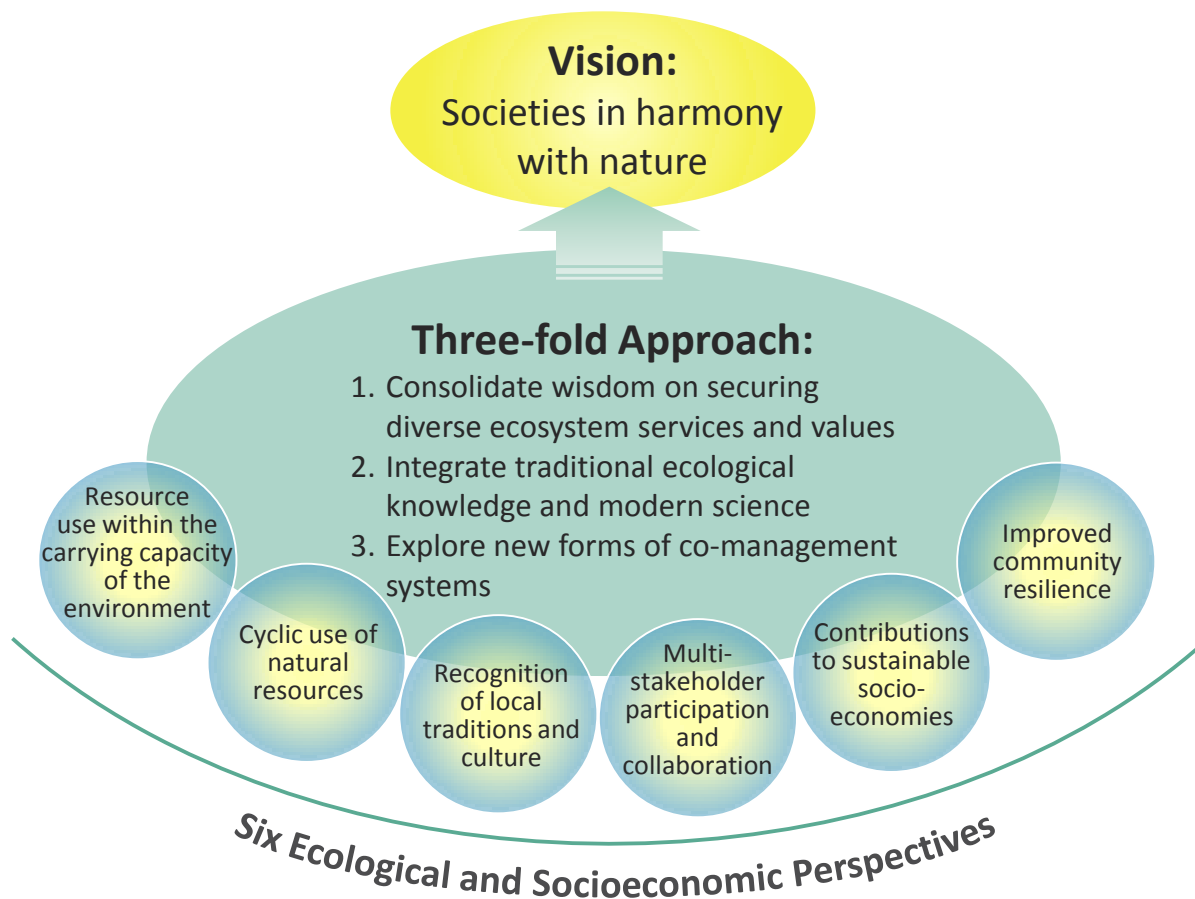 Vision:
Societies in harmony
with nature
Three-fold Approach:
1. Consolidate wisdom on securing
diverse ecosystem services and values
2. Integrate traditional ecological
knowledge and modern science
3. Explore new forms of co-management
systems
Resource
use within the
carrying capacity
of the
environment
Cyclic use of
natural
resources
Recognition
of local
traditions and
culture
Multi-
stakeholder
participation
and
collaboration
Contributions
to sustainable
socio-
economies
Improved
community
resilience
Six Ecological and Socioeconomic Perspectives